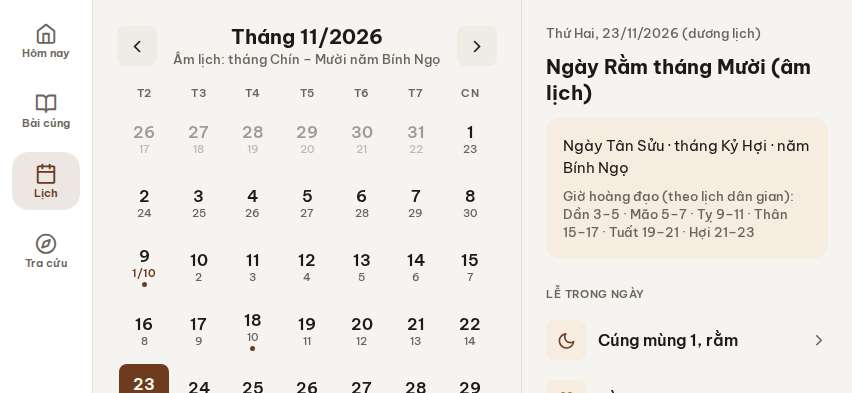 Hôm nay
Bài cúng
Lịch
Tra cứu
Tháng 11/2026
Âm lịch: tháng Chín – Mười năm Bính Ngọ
T2 T3 T4 T5 T6 T7 CN
26 27 28 29 30 31 1
17 18 19 20 21 22 23
2 3 4 5 6 7 8
24 25 26 27 28 29 30
9 10 11 12 13 14 15
1/10 2 3 4 5 6 7
16 17 18 19 20 21 22
8 9 10 11 12 13 14
23 24 25 26 27 28 29
Thứ Hai, 23/11/2026 (dương lịch)
Ngày Rằm tháng Mười (âm
lịch)
Ngày Tân Sửu · tháng Kỷ Hợi · năm
Bính Ngọ
Giờ hoàng đạo (theo lịch dân gian):
Dần 3–5 · Mão 5–7 · Tỵ 9–11 · Thân
15–17 · Tuất 19–21 · Hợi 21–23
LỄ TRONG NGÀY
Cúng mùng 1, rằm